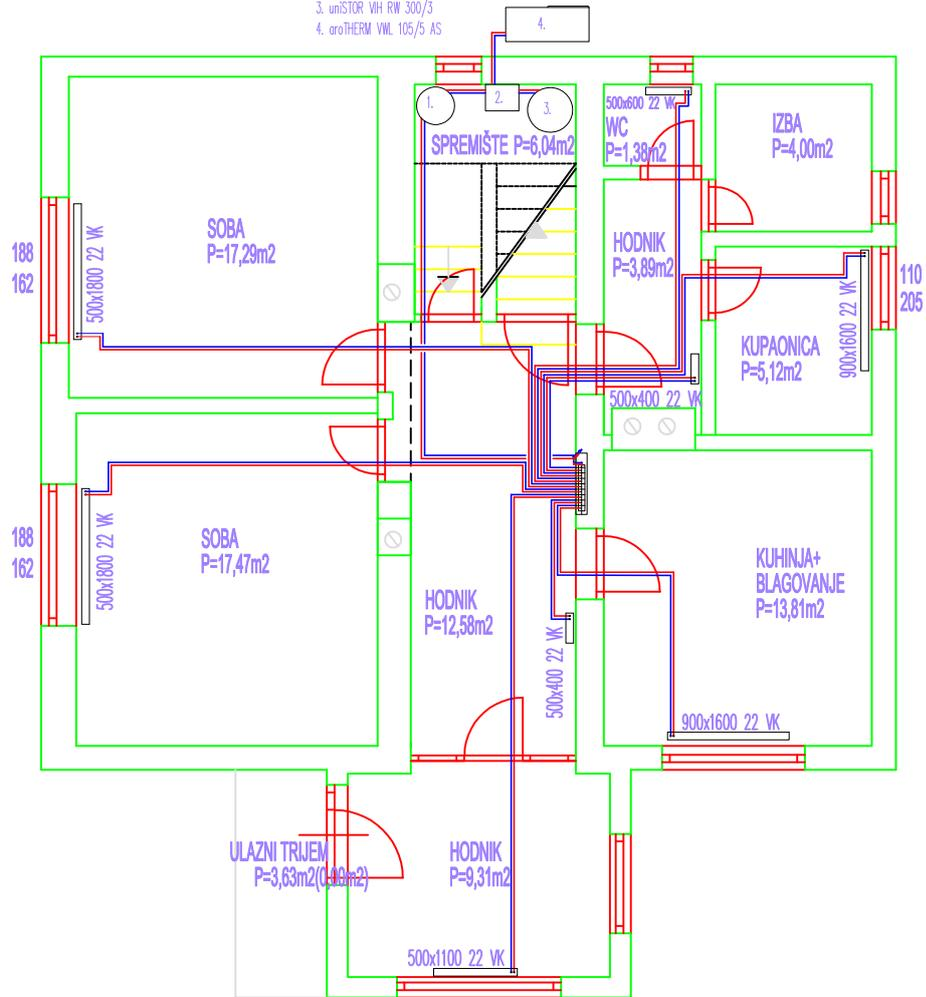 3. uniSTOR VIH RW 300/3
4. aroTHERM VWL 105/5 AS
4.
1.
2.
3.
SPREMIŠTE P=6,04m2
500x600 22 VK
WC
P=1,38m2
IZBA
P=4,00m2
SOBA
P=17,29m2
188
162
500x1800 22 VK
HODNIK
P=3,89m2
110
205
900x1600 22 VK
KUPAONICA
P=5,12m2
500x400 22 VK
SOBA
P=17,47m2
188
162
500x1800 22 VK
HODNIK
P=12,58m2
500x400 22 VK
KUHINJA+
BLAGOVANJE
P=13,81m2
900x1600 22 VK
ULAZNI TRIJEM
P=3,63m2(0,00m2)
HODNIK
P=9,31m2
500x1100 22 VK